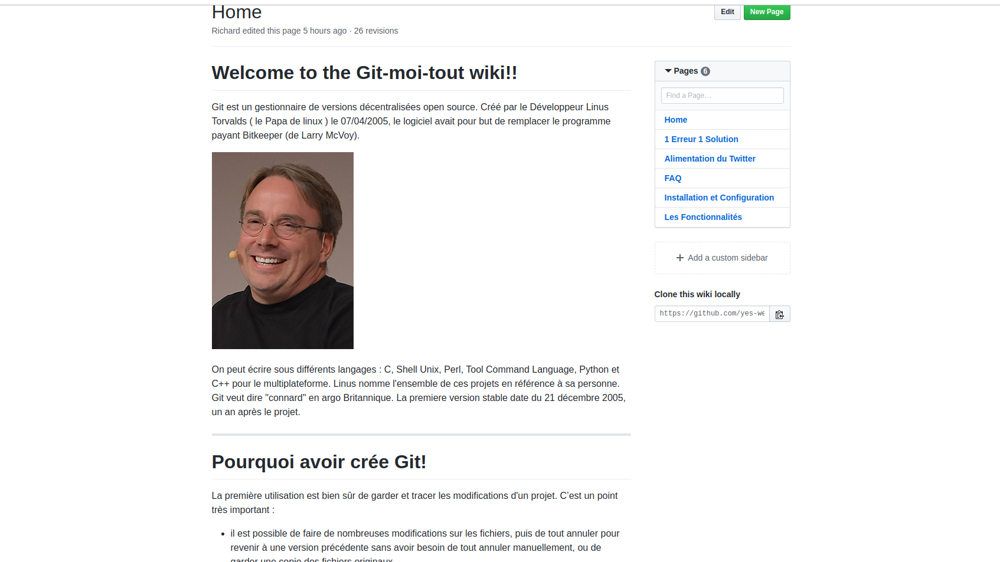 Home
Edit
New Page
Richard edited this page 5 hours ago · 26 revisions
Welcome to the Git-moi-tout wiki!!
Git est un gestionnaire de versions décentralisées open source. Créé par le Développeur Linus
Torvalds ( le Papa de linux ) le 07/04/2005, le logiciel avait pour but de remplacer le programme
payant Bitkeeper (de Larry McVoy).
On peut écrire sous différents langages : C, Shell Unix, Perl, Tool Command Language, Python et
C++ pour le multiplateforme. Linus nomme l'ensemble de ces projets en référence à sa personne.
Git veut dire "connard" en argo Britannique. La premiere version stable date du 21 décembre 2005,
un an après le projet.
Pourquoi avoir crée Git!
La première utilisation est bien sûr de garder et tracer les modifications d'un projet. C’est un point
très important :
• il est possible de faire de nombreuses modifications sur les fichiers, puis de tout annuler pour
revenir à une version précédente sans avoir besoin de tout annuler manuellement, ou de
garder une copie des fichiers originaux
Pages 6
Find a Page…
Home
1 Erreur 1 Solution
Alimentation du Twitter
FAQ
Installation et Configuration
Les Fonctionnalités
+ Add a custom sidebar
Clone this wiki locally
https://github.com/yes-we